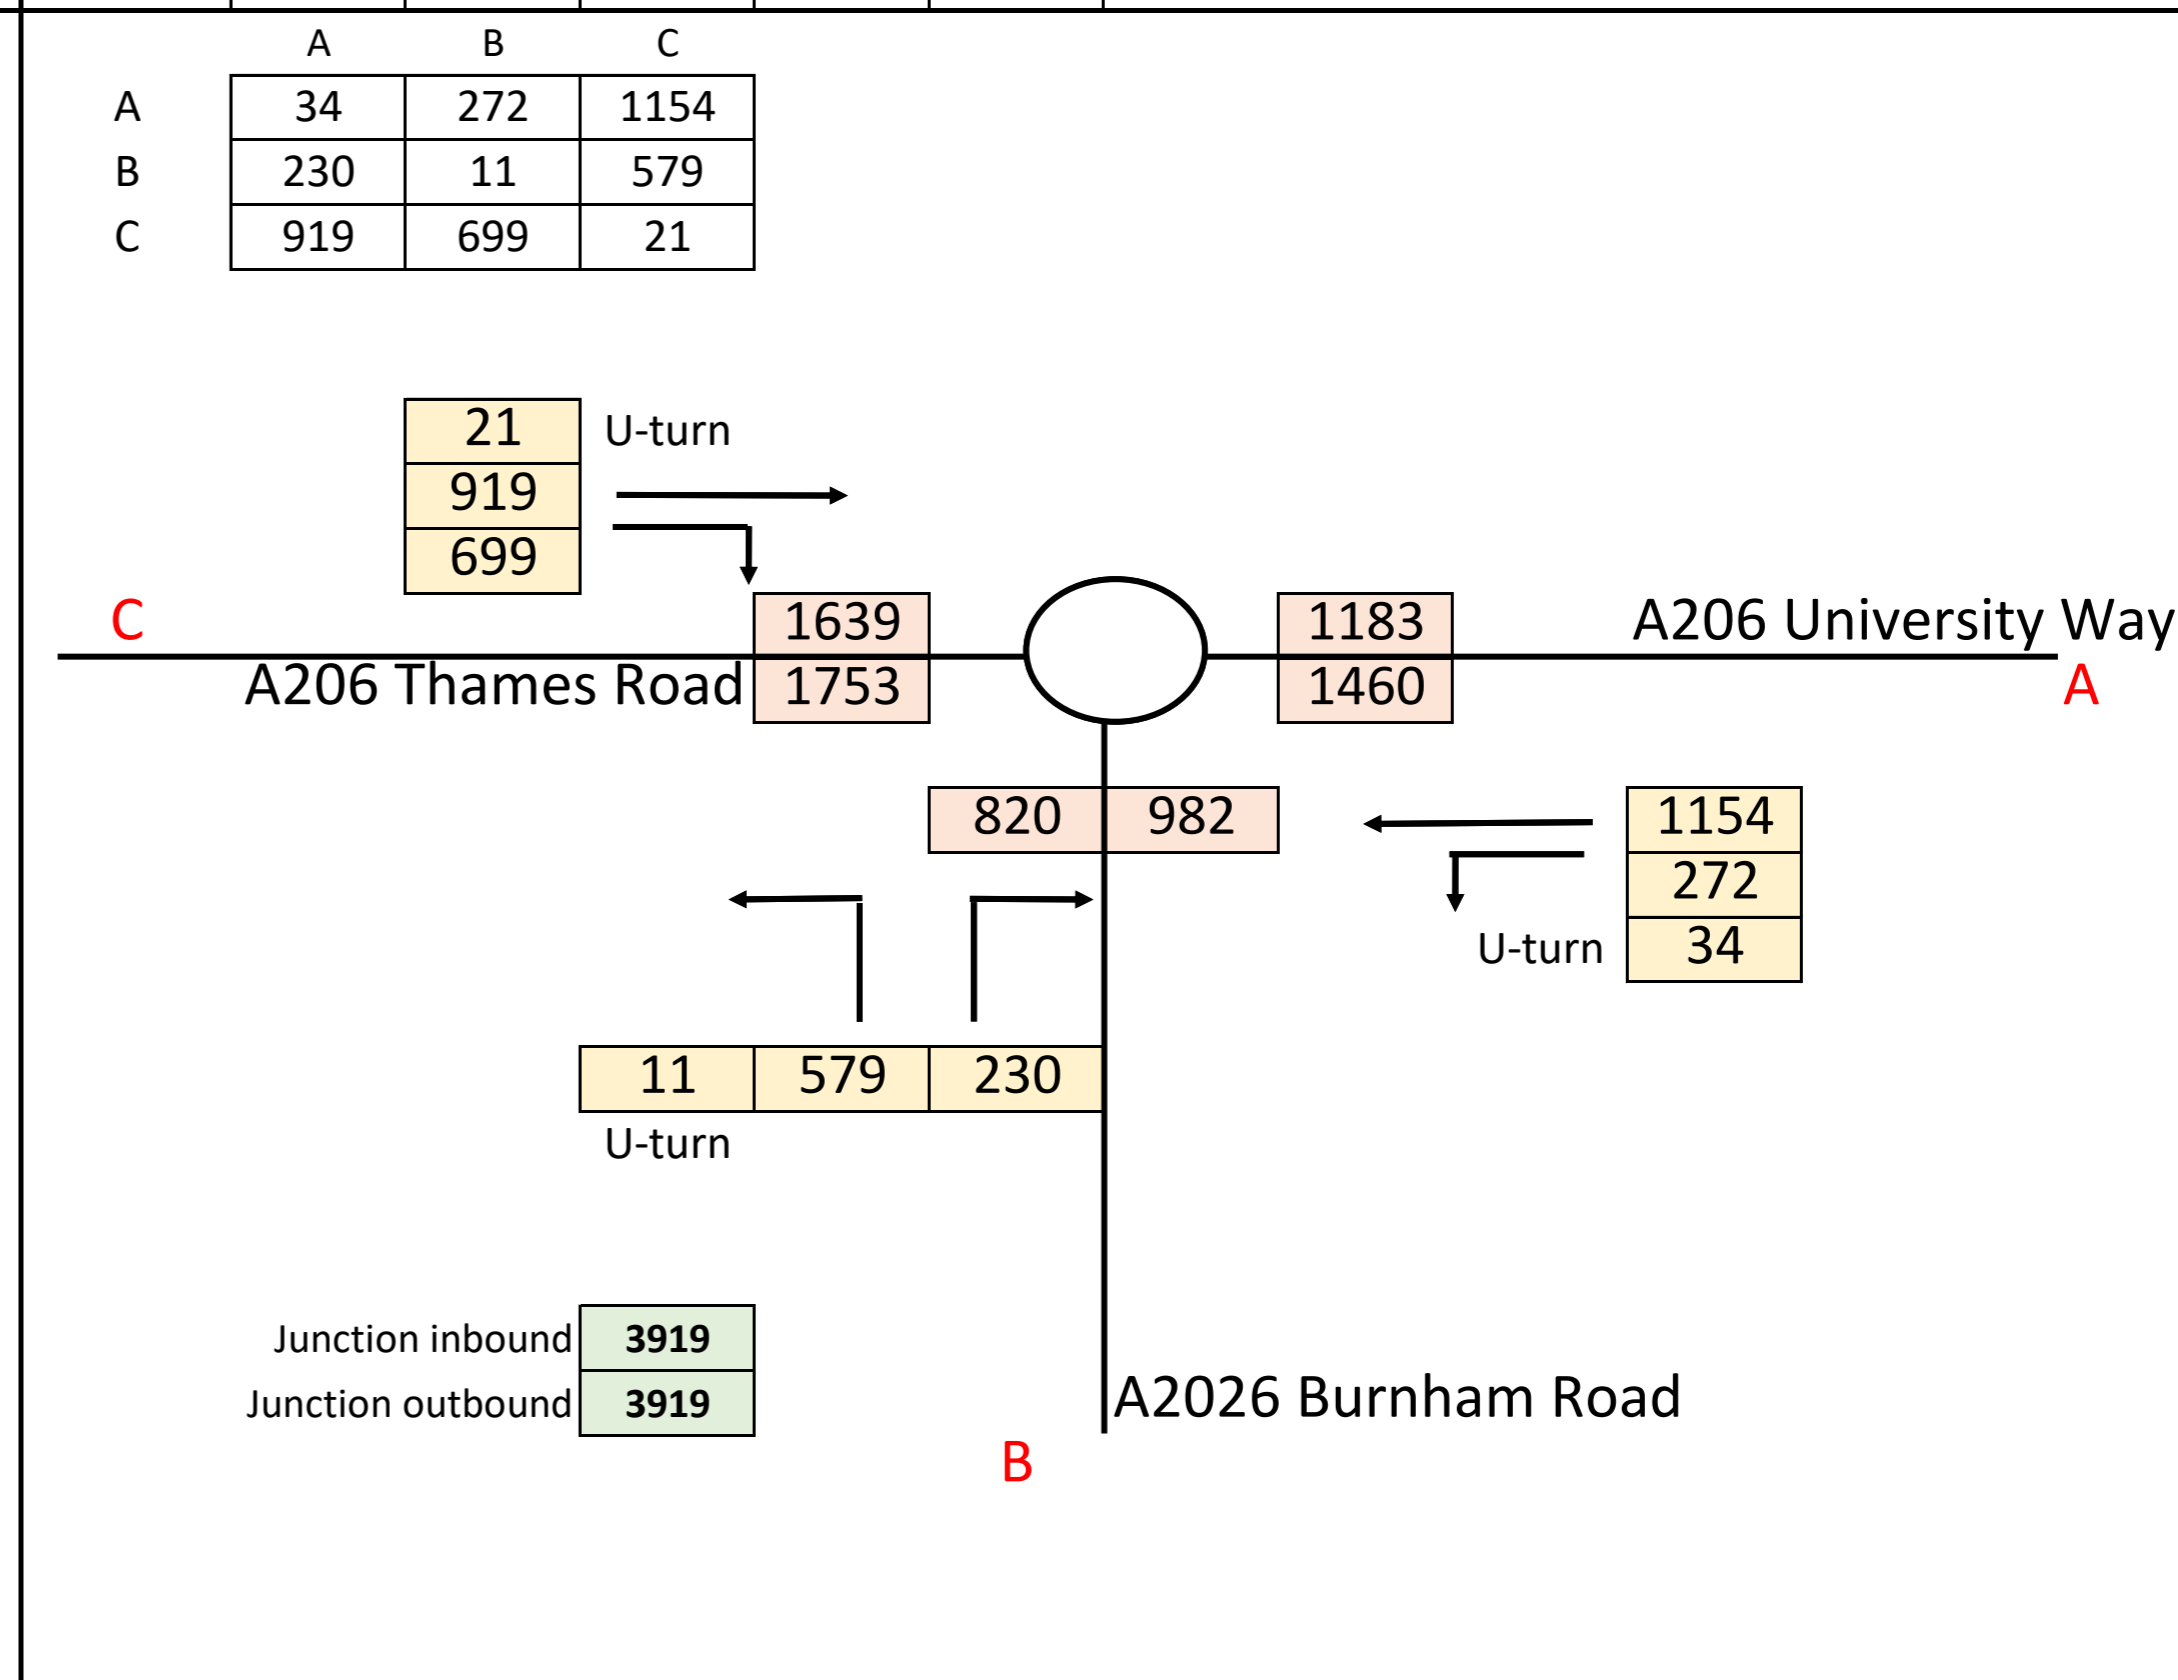 A B C
A 34 272 1154
B 230 11 579
C 919 699 21
21 U-turn
919
699
C 1639 1183 A206 University Way
A206 Thames Road 1753 1460 A
820 982 1154
272
U-turn 34
11 579 230
U-turn
Junction inbound 3919
Junction outbound 3919 A2026 Burnham Road
B